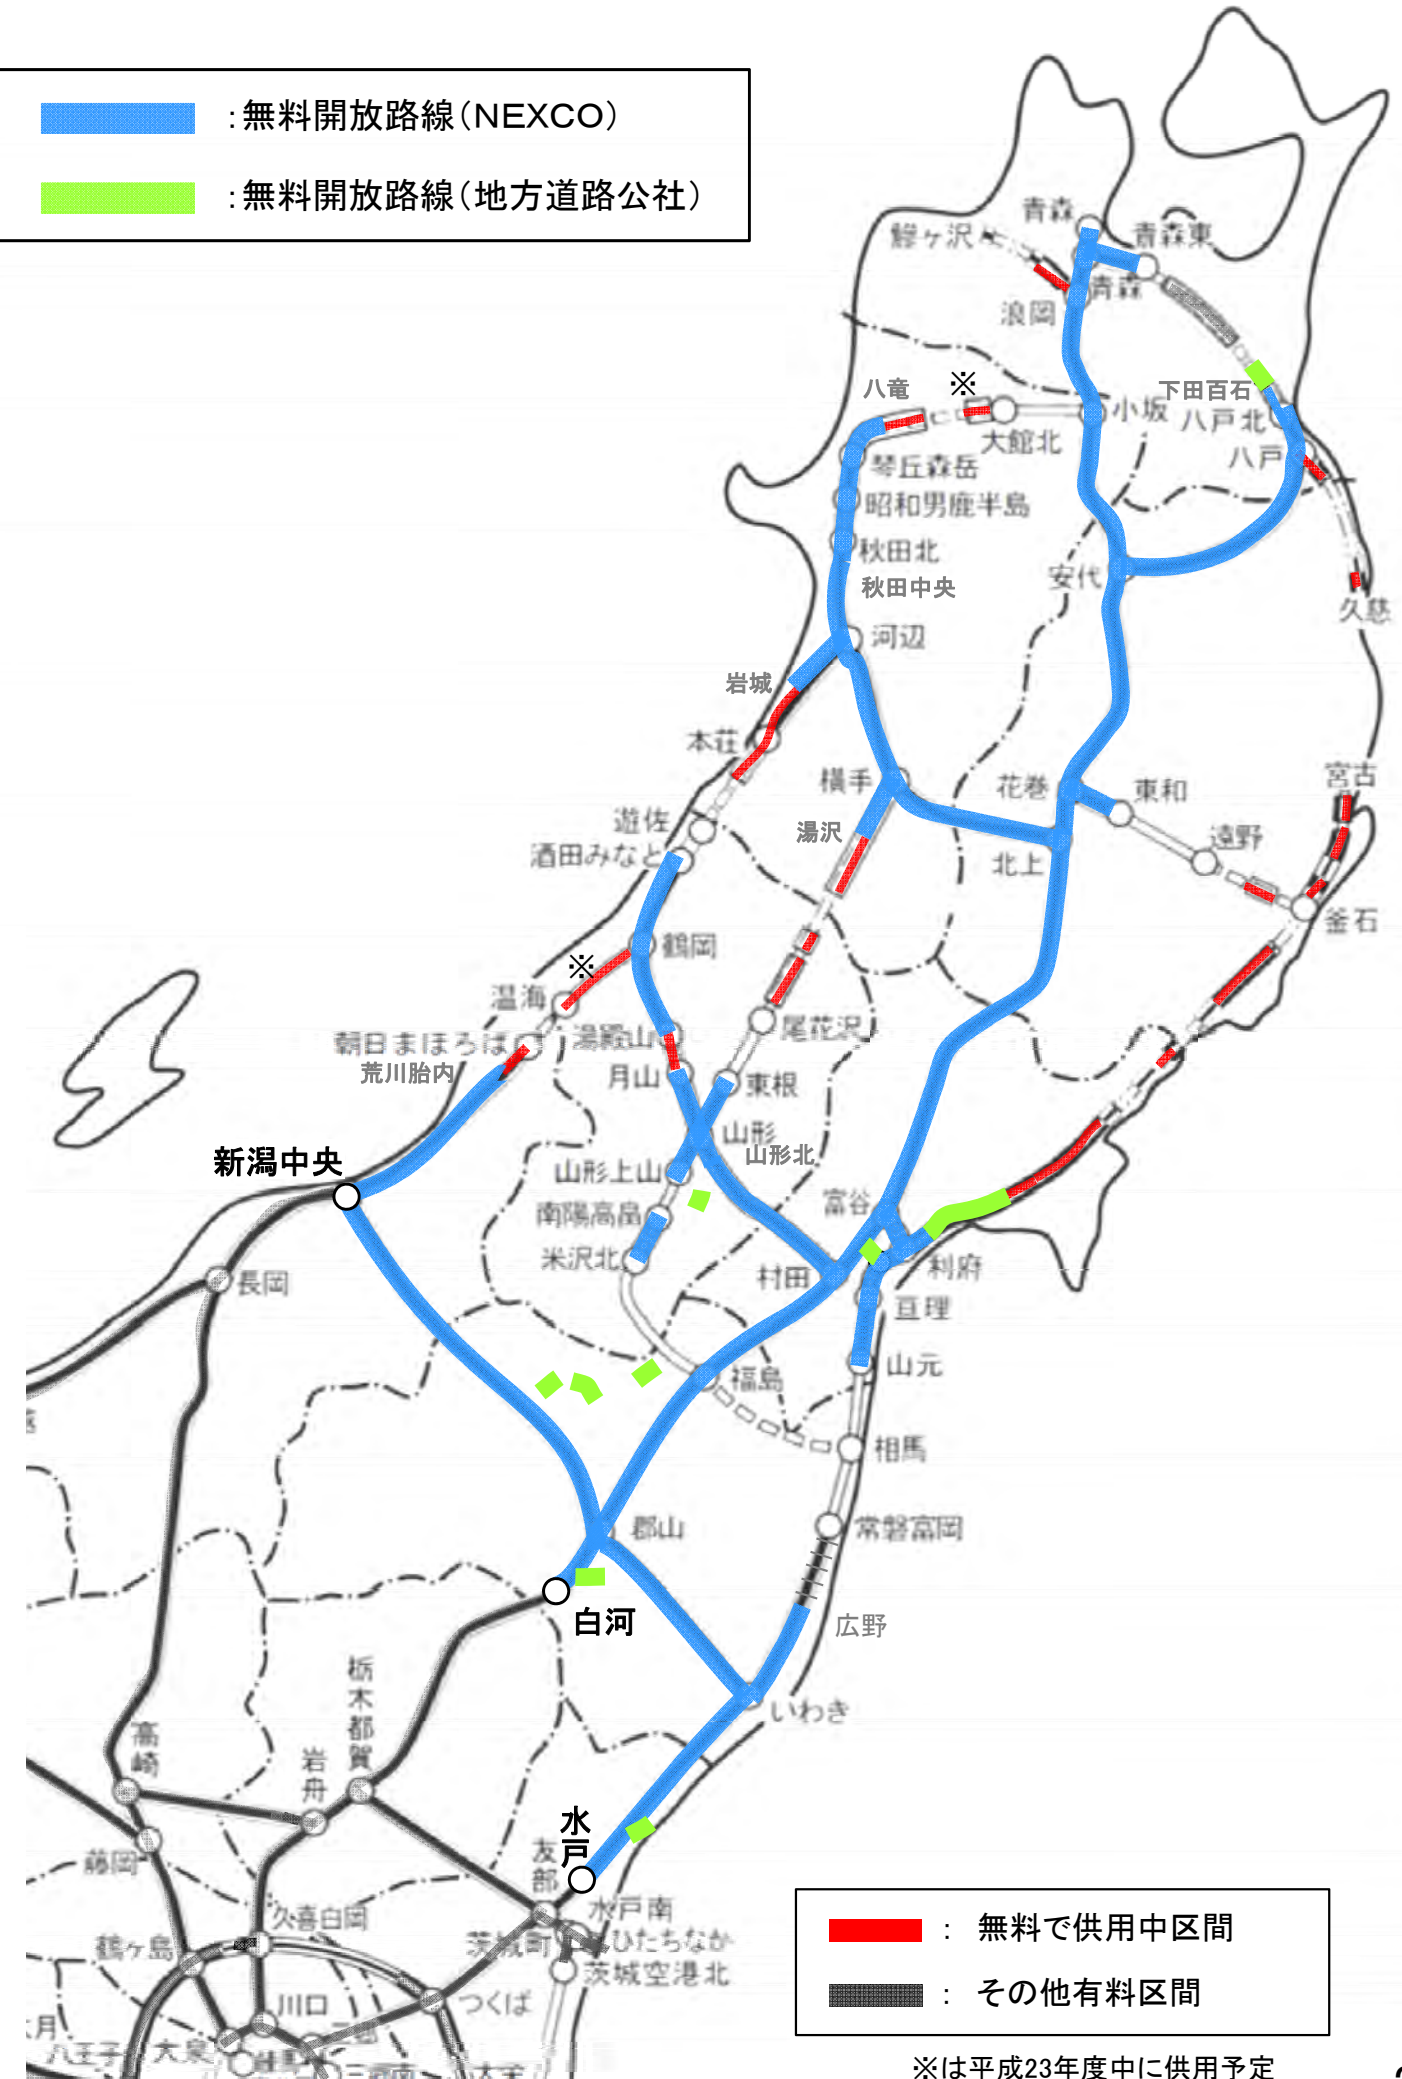 ：無料開放路線（NEXCO）
：無料開放路線（地方道路公社）
青森
鰺ヶ沢
青森東
青森
浪岡
八竜
※
下田百石
小坂
八戸北
大館北
琴丘森岳
八戸
昭和男鹿半島
秋田北
安代
秋田中央
久慈
河辺
岩城
本荘
横手
花巻
東和
宮古
遊佐
湯沢
遠野
酒田みなと
北上
釜石
鶴岡
※
温海
尾花沢
朝日まほろば
湯殿山
荒川胎内
月山
東根
山形
新潟中央
山形北
山形上山
富谷
南陽高畠
米沢北
村田
利府
長岡
亘理
山元
福島
相馬
郡山
常磐富岡
白河
広野
栃木都賀
いわき
高崎
岩舟
水戸
友部
藤岡
水戸南
久喜白岡
茨城町
ひたちなか
鶴ヶ島
茨城空港北
川口
つくば
八王子
大泉
： 無料で供用中区間
： その他有料区間
※は平成23年度中に供用予定